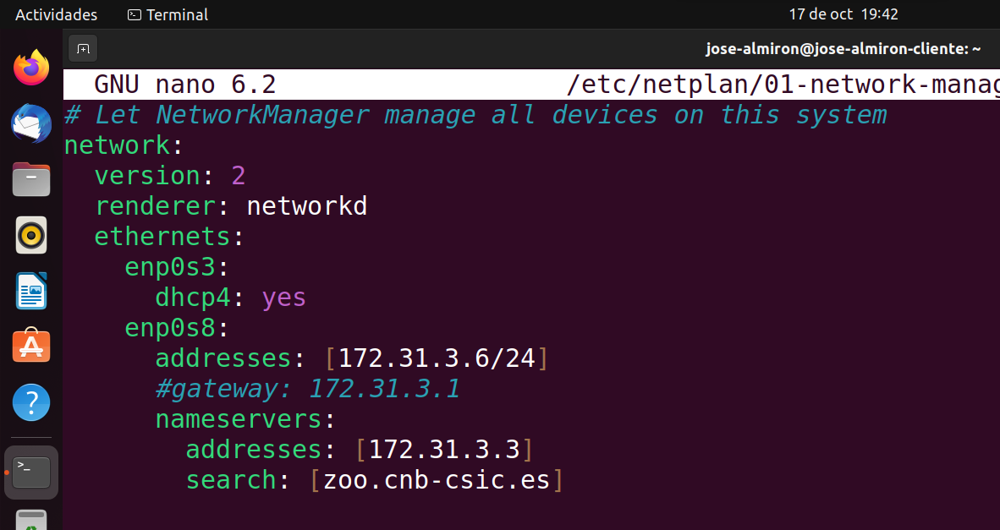 Actividades
Terminal
17 de oct 19:42
jose-almiron@jose-almiron-cliente: ~
GNU nano 6.2
/etc/netplan/01-network-manag
# Let NetworkManager manage all devices on this system
network:
version: 2
renderer: networkd
ethernets:
enp0s3:
dhcp4: yes
enp0s8:
addresses: [172.31.3.6/24]
#gateway: 172.31.3.1
nameservers:
addresses: [172.31.3.3]
search: [zoo.cnb-csic.es]